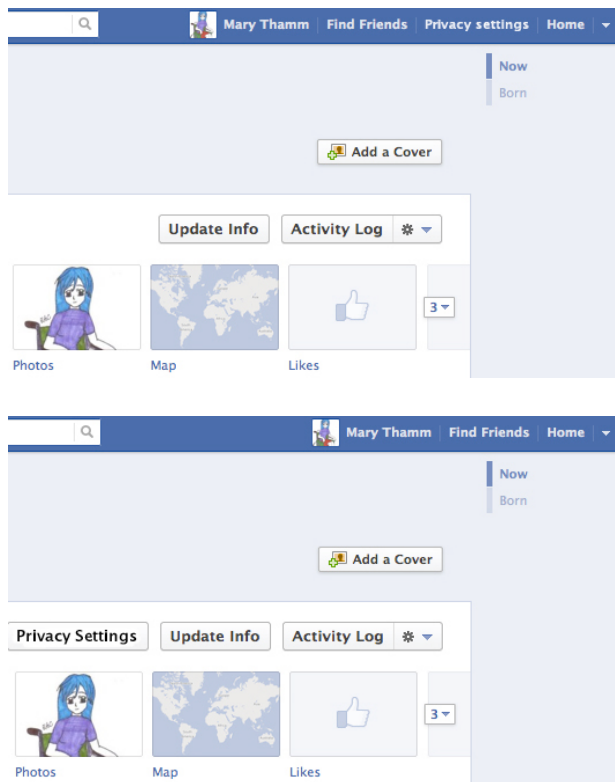 Mary Thamm Find Friends Privacy settings Home
Now
Born
Add a Cover
Update Info Activity Log
3
Photos Map Likes
Mary Thamm Find Friends Home
Now
Born
Add a Cover
Privacy Settings Update Info Activity Log
3
Photos Map Likes